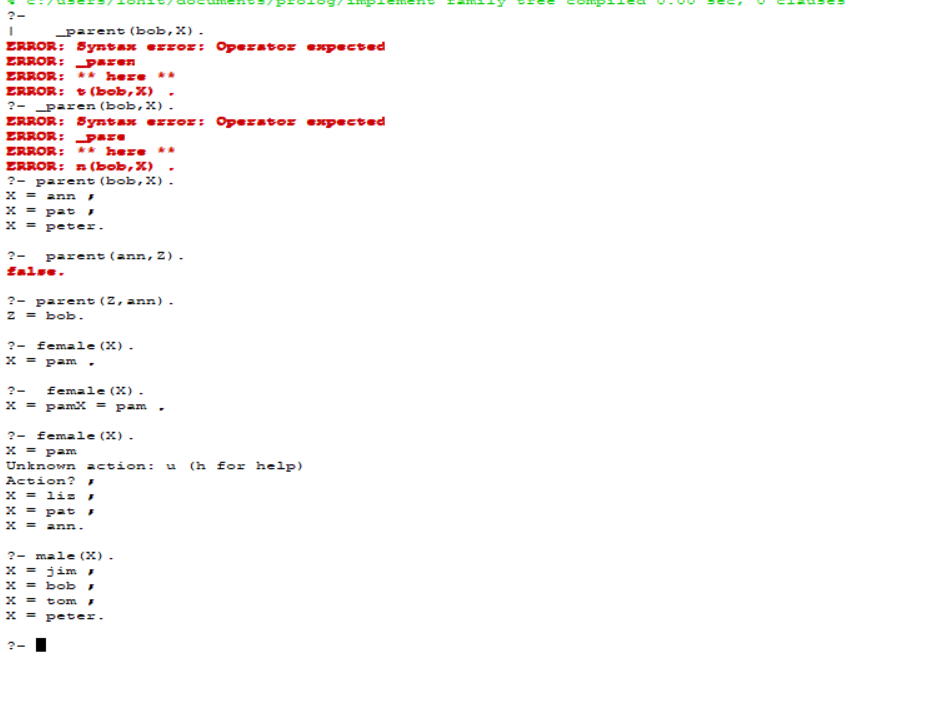 % c:/users/lohit/documents/prolog/implement family tree compiled 0.00 sec, 0 clauses
?-
|    _parent(bob,X).
ERROR: Syntax error: Operator expected
ERROR: _paren
ERROR: ** here **
ERROR: t(bob,X) .
?- _paren(bob,X).
ERROR: Syntax error: Operator expected
ERROR: _pare
ERROR: ** here **
ERROR: n(bob,X) .
?- parent(bob,X).
X = ann ;
X = pat ;
X = peter.
?-  parent(ann,Z).
false.
?- parent(Z,ann).
Z = bob.
?- female(X).
X = pam .
?-  female(X).
X = pamX = pam .
?- female(X).
X = pam
Unknown action: u (h for help)
Action? ;
X = liz ;
X = pat ;
X = ann.
?- male(X).
X = jim ;
X = bob ;
X = tom ;
X = peter.
?-